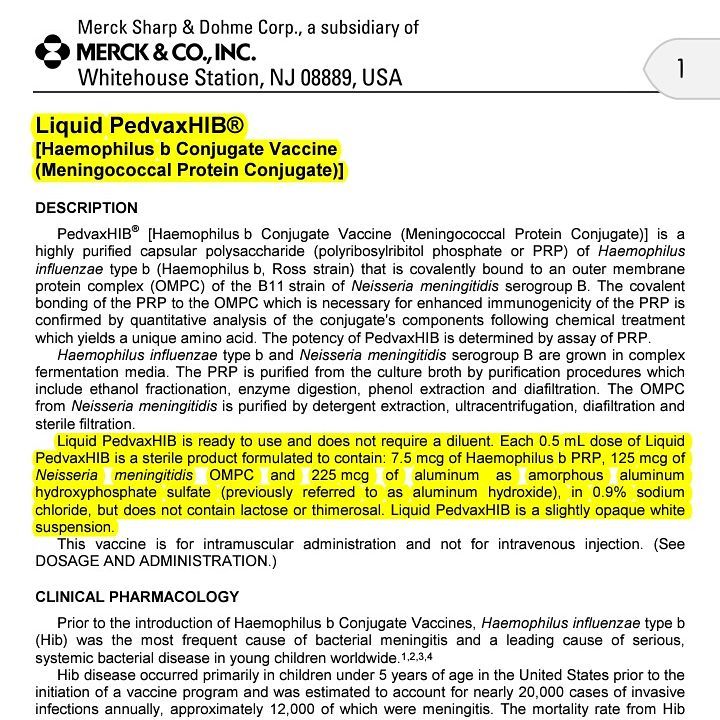 Merck Sharp & Dohme Corp., a subsidiary of
MERCK & CO., INC.
Whitehouse Station, NJ 08889, USA
1
Liquid PedvaxHIB®
[Haemophilus b Conjugate Vaccine
(Meningococcal Protein Conjugate)]
DESCRIPTION
PedvaxHIB® [Haemophilus b Conjugate Vaccine (Meningococcal Protein Conjugate)] is a
highly purified capsular polysaccharide (polyribosylribitol phosphate or PRP) of Haemophilus
influenzae type b (Haemophilus b, Ross strain) that is covalently bound to an outer membrane
protein complex (OMPC) of the B11 strain of Neisseria meningitidis serogroup B. The covalent
bonding of the PRP to the OMPC which is necessary for enhanced immunogenicity of the PRP is
confirmed by quantitative analysis of the conjugate's components following chemical treatment
which yields a unique amino acid. The potency of PedvaxHIB is determined by assay of PRP.
Haemophilus influenzae type b and Neisseria meningitidis serogroup B are grown in complex
fermentation media. The PRP is purified from the culture broth by purification procedures which
include ethanol fractionation, enzyme digestion, phenol extraction and diafiltration. The OMPC
from Neisseria meningitidis is purified by detergent extraction, ultracentrifugation, diafiltration and
sterile filtration.
Liquid PedvaxHIB is ready to use and does not require a diluent. Each 0.5 mL dose of Liquid
PedvaxHIB is a sterile product formulated to contain: 7.5 mcg of Haemophilus b PRP, 125 mcg of
Neisseria meningitidis OMPC and 225 mcg of aluminum as amorphous aluminum
hydroxyphosphate sulfate (previously referred to as aluminum hydroxide), in 0.9% sodium
chloride, but does not contain lactose or thimerosal. Liquid PedvaxHIB is a slightly opaque white
suspension.
This vaccine is for intramuscular administration and not for intravenous injection. (See
DOSAGE AND ADMINISTRATION.)
CLINICAL PHARMACOLOGY
Prior to the introduction of Haemophilus b Conjugate Vaccines, Haemophilus influenzae type b
(Hib) was the most frequent cause of bacterial meningitis and a leading cause of serious,
systemic bacterial disease in young children worldwide.1,2,3,4
Hib disease occurred primarily in children under 5 years of age in the United States prior to the
initiation of a vaccine program and was estimated to account for nearly 20,000 cases of invasive
infections annually, approximately 12,000 of which were meningitis. The mortality rate from Hib